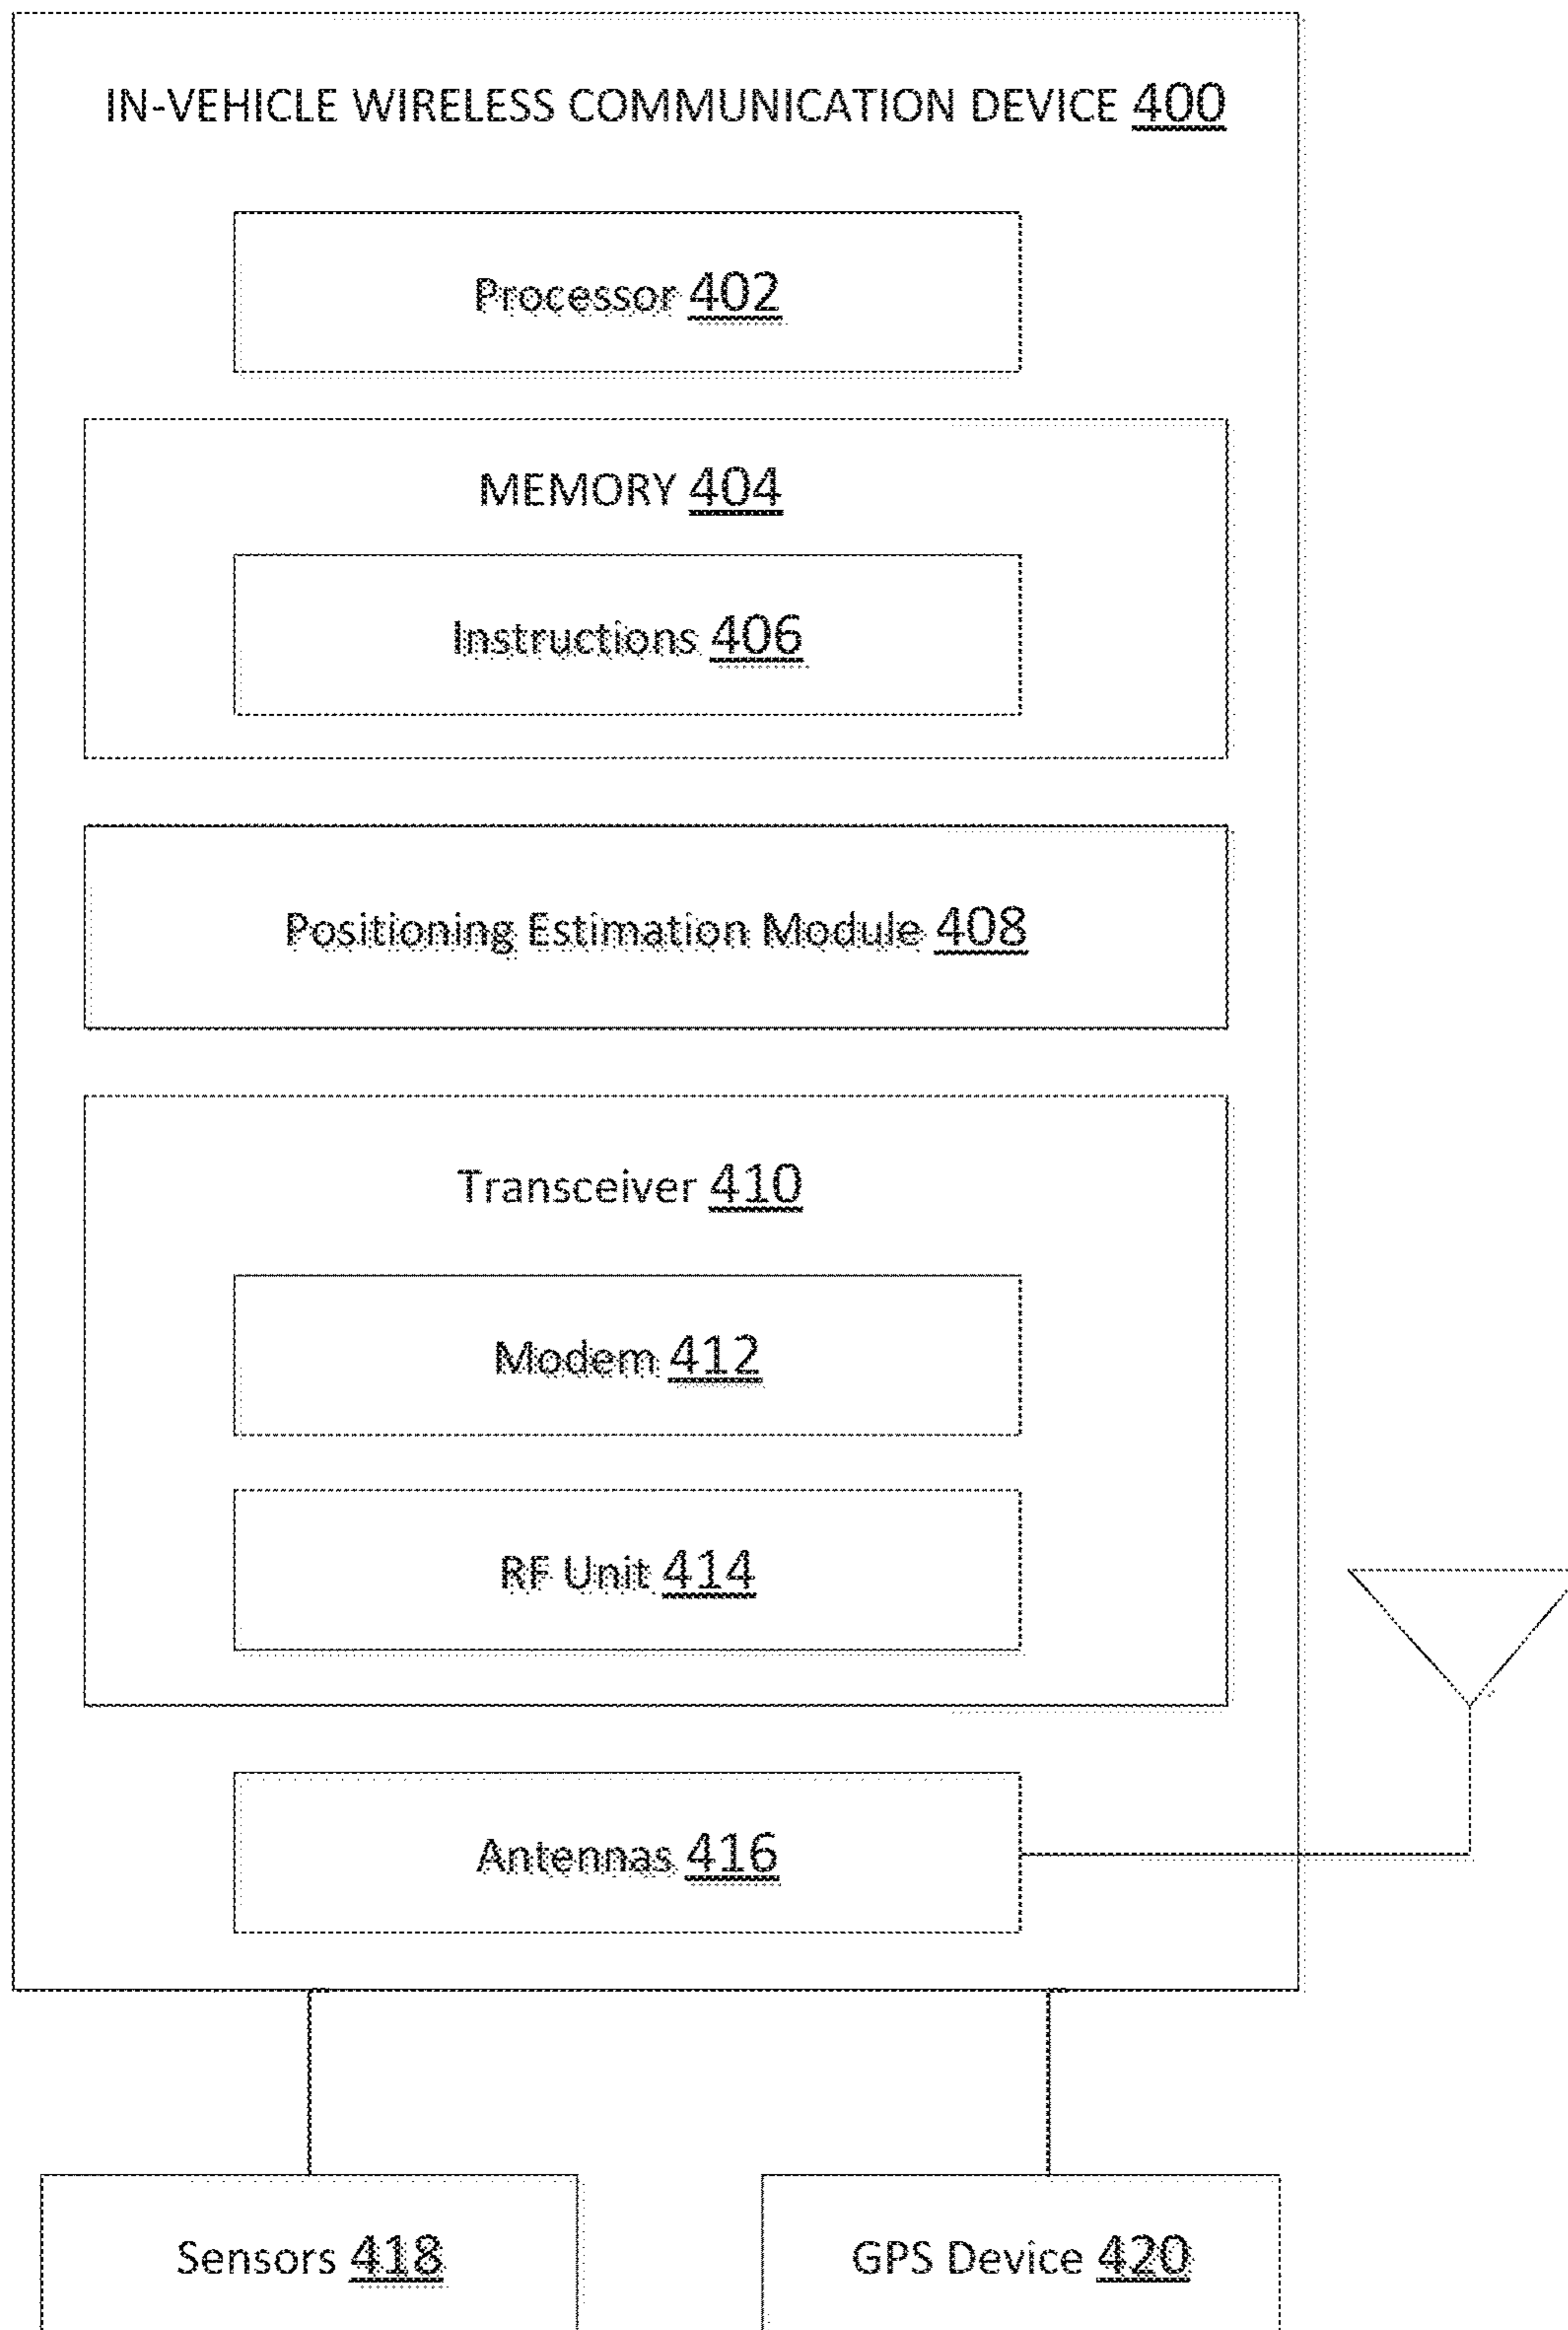 IN-VEHICLE WIRELESS COMMUNICATION DEVICE 400
Processor 402
MEMORY 404
Instructions 406
Positioning Estimation Module 408
Transceiver 410
Modem 412
RF Unit 414
Antennas 416
Sensors 418
GPS Device 420